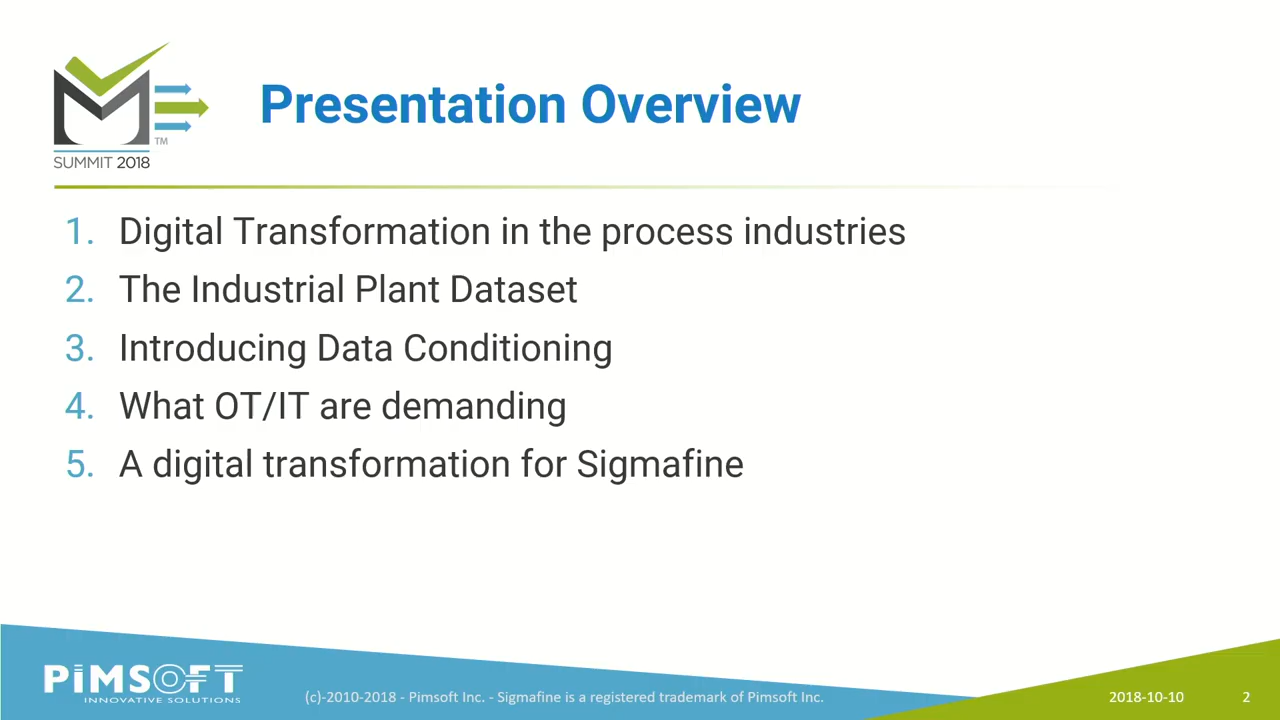 TM
SUMMIT 2018
Presentation Overview
1. Digital Transformation in the process industries
2. The Industrial Plant Dataset
3. Introducing Data Conditioning
4. What OT/IT are demanding
5. A digital transformation for Sigmafine
PiMSOFT
INNOVATIVE SOLUTIONS
(c)-2010-2018 - Pimsoft Inc. - Sigmafine is a registered trademark of Pimsoft Inc.
2018-10-10
2